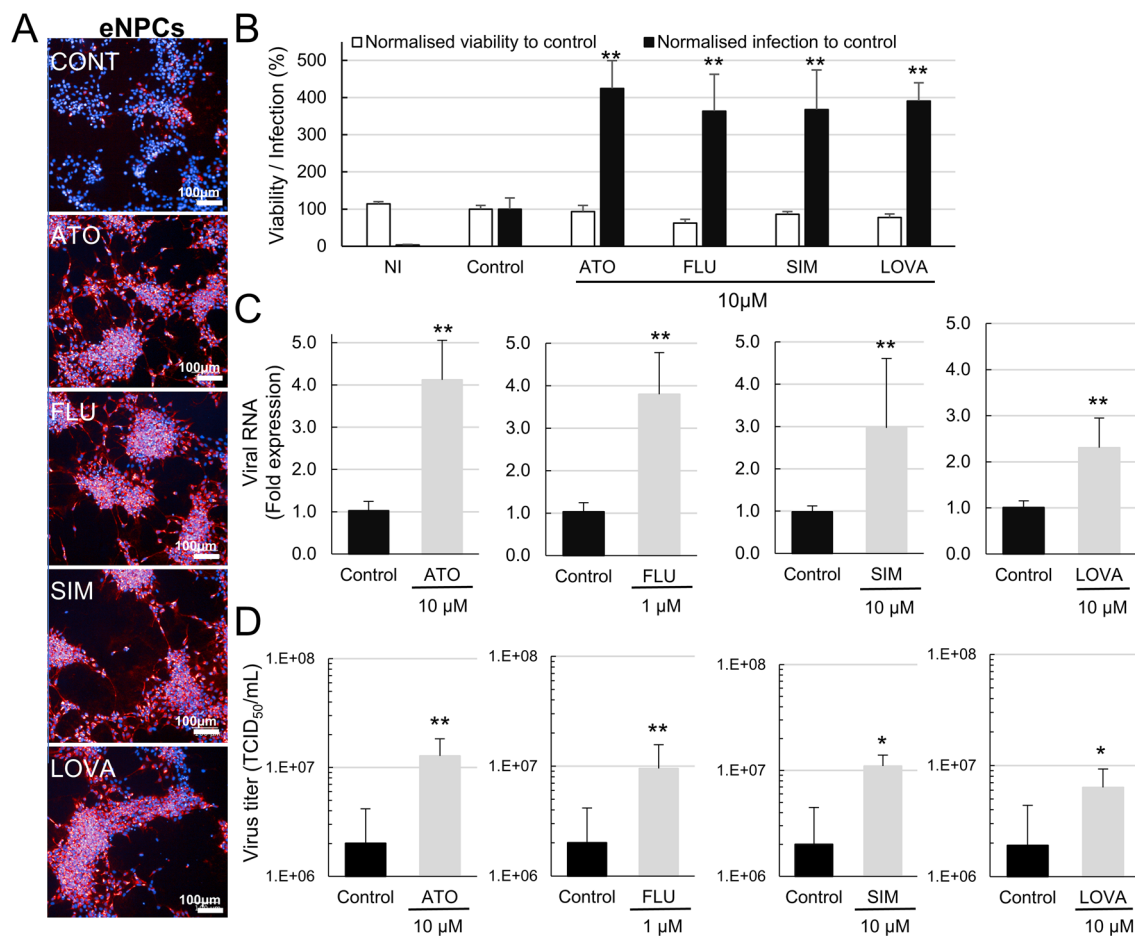 A
eNPCs
CONT
100µm
ATO
100µm
FLU
100µm
SIM
100µm
LOVA
100µm
B
Normalised viability to control
Normalised infection to control
Viability / Infection (%)
500
400
300
200
100
0
** ** ** **
NI Control ATO FLU SIM LOVA
10µM
C
Viral RNA
(Fold expression)
5.0
4.0
3.0
2.0
1.0
0.0
**
Control ATO
10 µM
5.0
4.0
3.0
2.0
1.0
0.0
**
Control FLU
1 µM
5.0
4.0
3.0
2.0
1.0
0.0
**
Control SIM
10 µM
5.0
4.0
3.0
2.0
1.0
0.0
**
Control LOVA
10 µM
D
Virus titer (TCID50/mL)
1.E+08
1.E+07
1.E+06
**
Control ATO
10 µM
1.E+08
1.E+07
1.E+06
**
Control FLU
1 µM
1.E+08
1.E+07
1.E+06
*
Control SIM
10 µM
1.E+08
1.E+07
1.E+06
*
Control LOVA
10 µM